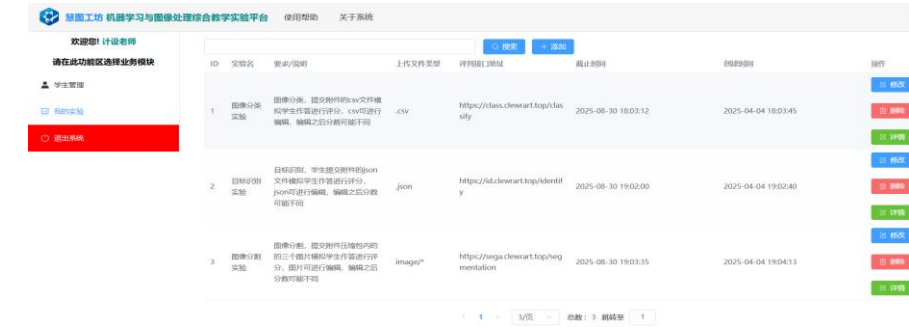 慧图工坊 机器学习与图像处理综合教学实验平台 使用帮助 关于系统
欢迎您! 计设老师
请在此功能区选择业务模块
学生管理
我的实验
退出系统
搜索 + 添加
ID 实验名 要求/说明 上传文件类型 评判接口地址 截止时间 创建时间 操作
1 图像分类实验 图像分类,提交附件的csv文件模拟学生作答进行评分,csv可进行编辑,编辑之后分数可能不同 .csv https://class.clewrart.top/classify 2025-08-30 18:03:12 2025-04-04 18:03:45 修改 删除 详情
2 目标识别实验 目标识别,学生提交附件的json文件模拟学生作答进行评分,json可进行编辑,编辑之后分数可能不同 .json https://id.clewrart.top/identify 2025-08-30 19:02:00 2025-04-04 19:02:40 修改 删除 详情
3 图像分割实验 图像分割,提交附件压缩包内的的三个图片模拟学生作答进行评分,图片可进行编辑,编辑之后分数可能不同 image/* https://sega.clewrart.top/segmentation 2025-08-30 19:03:35 2025-04-04 19:04:13 修改 删除 详情
1 3/页 总数: 3 跳转至 1